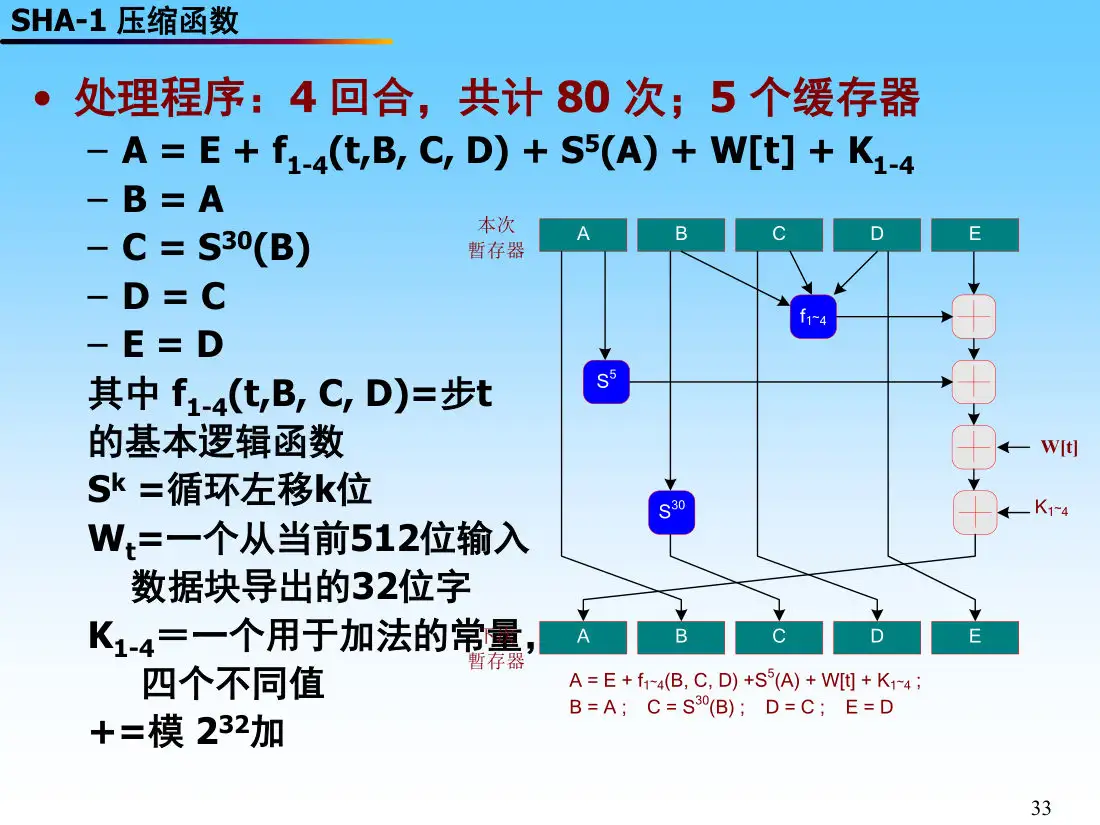 SHA-1 压缩函数
• 处理程序：4 回合，共计 80 次；5 个缓存器
– A = E + f1-4(t,B, C, D) + S5(A) + W[t] + K1-4
– B = A
– C = S30(B)
– D = C
– E = D
其中 f1-4(t,B, C, D)=步t
的基本逻辑函数
Sk =循环左移k位
Wt=一个从当前512位输入
数据块导出的32位字
K1-4＝一个用于加法的常量，
四个不同值
+=模 232加
本次
暫存器
A B C D E
f1~4
S5
W[t]
S30
K1~4
暫存器
A B C D E
A = E + f1~4(B, C, D) +S5(A) + W[t] + K1~4 ;
B = A ; C = S30(B) ; D = C ; E = D
33